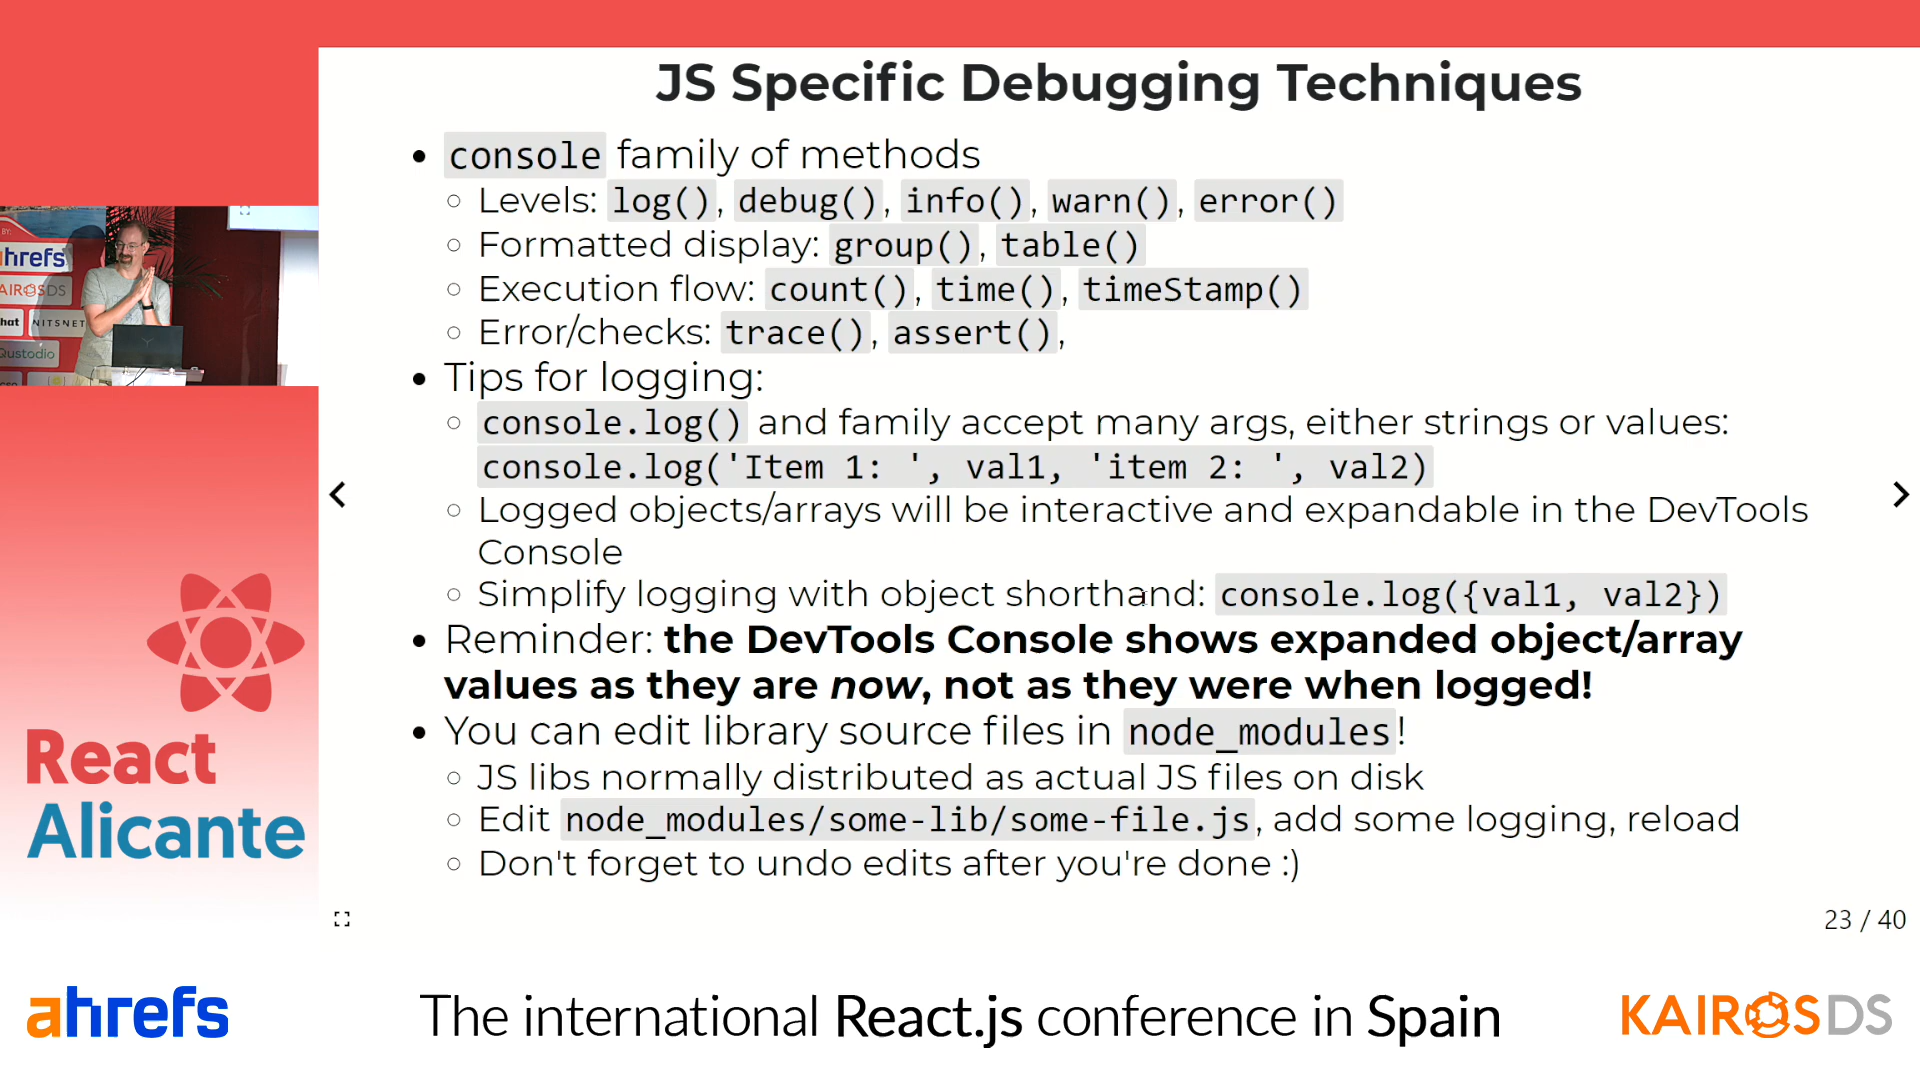 JS Specific Debugging Techniques
• console family of methods
◦ Levels: log(), debug(), info(), warn(), error()
◦ Formatted display: group(), table()
◦ Execution flow: count(), time(), timeStamp()
◦ Error/checks: trace(), assert(),
• Tips for logging:
◦ console.log() and family accept many args, either strings or values:
console.log('Item 1: ', val1, 'item 2: ', val2)
◦ Logged objects/arrays will be interactive and expandable in the DevTools
Console
◦ Simplify logging with object shorthand: console.log({val1, val2})
• Reminder: the DevTools Console shows expanded object/array
values as they are now, not as they were when logged!
• You can edit library source files in node_modules!
◦ JS libs normally distributed as actual JS files on disk
◦ Edit node_modules/some-lib/some-file.js, add some logging, reload
◦ Don't forget to undo edits after you're done :)
23 / 40
BY:
ahrefs
AIROSDS
hat
NITSNET
Qustodio
React
Alicante
ahrefs
The international React.js conference in Spain
KAIROSDS